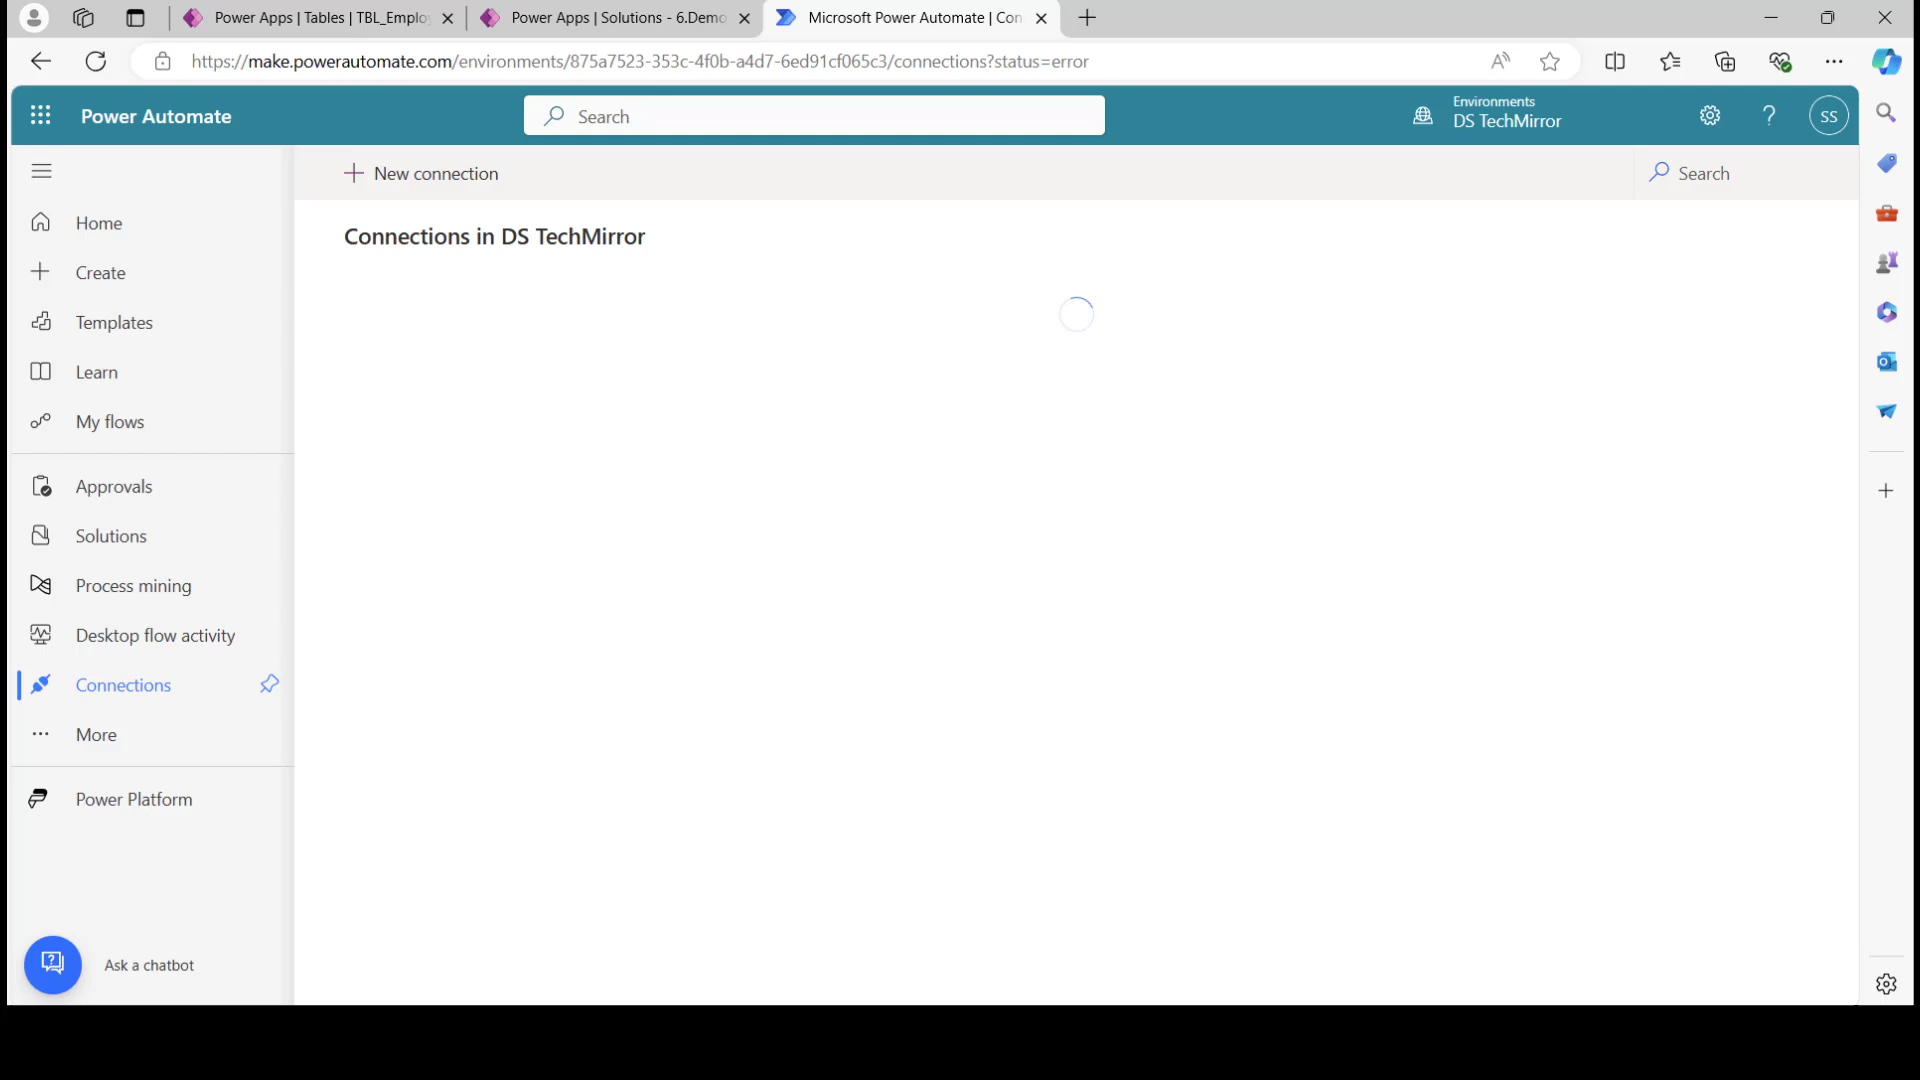 Power Apps | Tables | TBL_Emplo
Power Apps | Solutions - 6.Demo
Microsoft Power Automate | Con
https://make.powerautomate.com/environments/875a7523-353c-4f0b-a4d7-6ed91cf065c3/connections?status=error
Power Automate
Search
Environments
DS TechMirror
SS
New connection
Search
Connections in DS TechMirror
Home
Create
Templates
Learn
My flows
Approvals
Solutions
Process mining
Desktop flow activity
Connections
More
Power Platform
Ask a chatbot